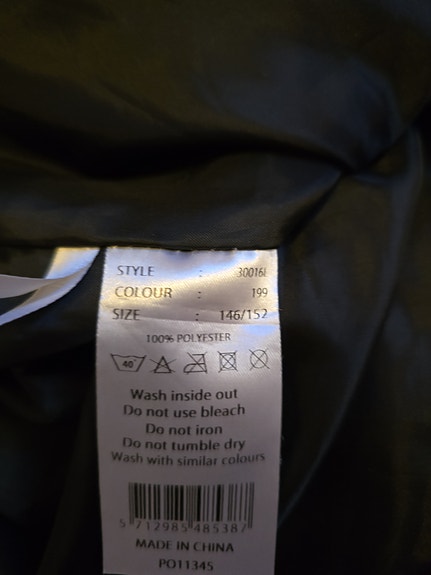 STYLE : 300168
COLOUR : 199
SIZE : 146/152
100% POLYESTER
40
Wash inside out
Do not use bleach
Do not iron
Do not tumble dry
Wash with similar colours
5 712985 485387
MADE IN CHINA
PO11345